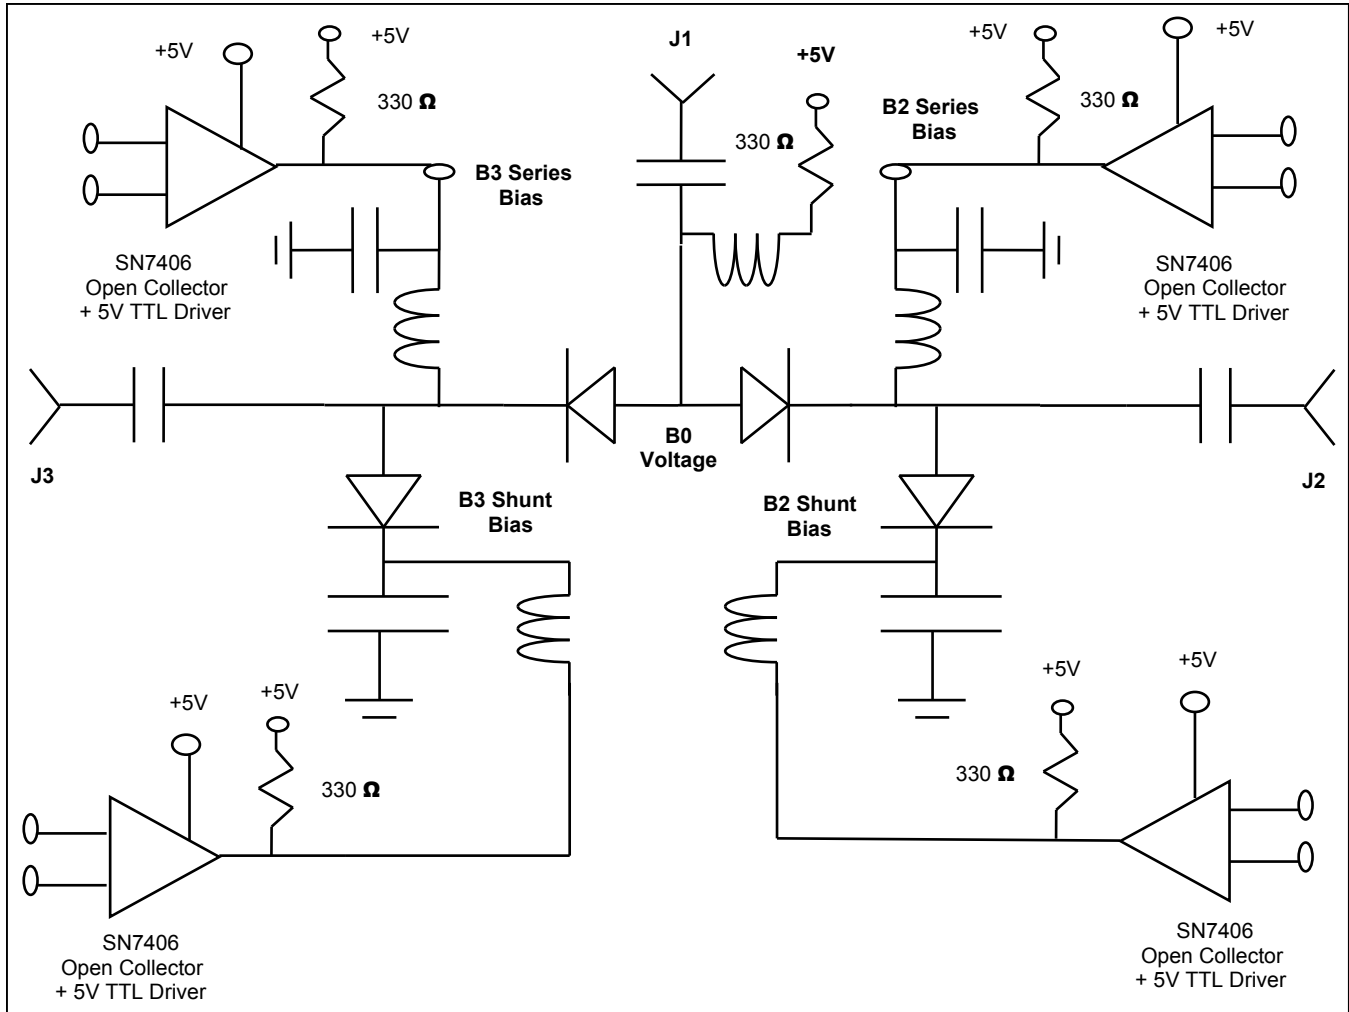 +5V
+5V
J1
+5V
+5V
+5V
330 Ω
330 Ω
B2 Series
Bias
330 Ω
B3 Series
Bias
SN7406
Open Collector
+ 5V TTL Driver
SN7406
Open Collector
+ 5V TTL Driver
B0
Voltage
J3
J2
B3 Shunt
Bias
B2 Shunt
Bias
+5V
+5V
330 Ω
+5V
+5V
330 Ω
SN7406
Open Collector
+ 5V TTL Driver
SN7406
Open Collector
+ 5V TTL Driver